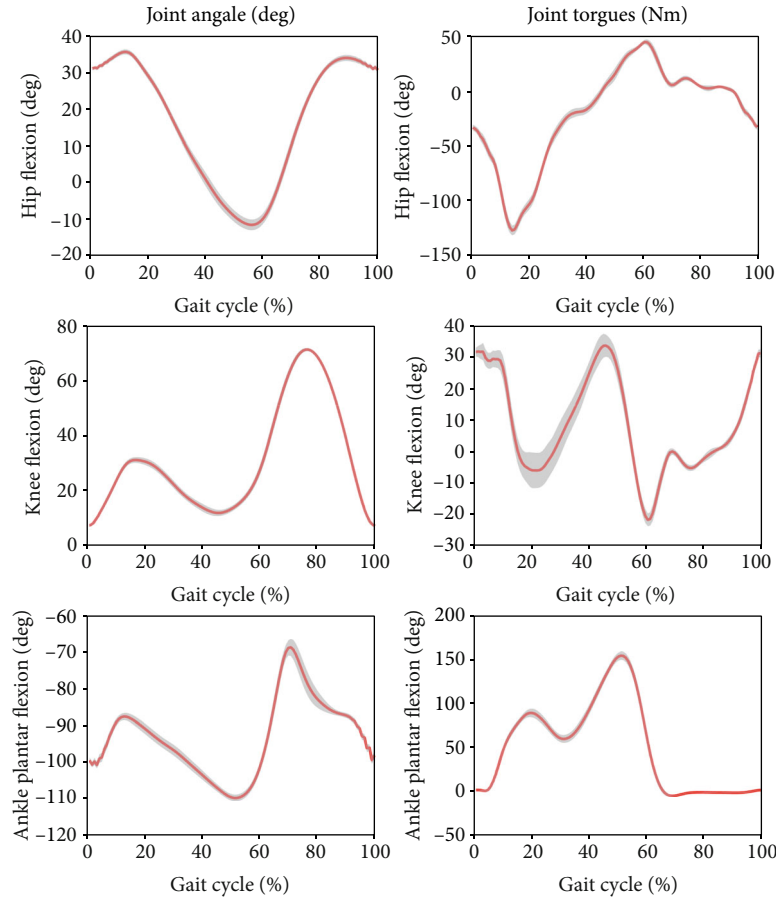 Joint angale (deg)
Joint torgues (Nm)
Hip flexion (deg)
40
30
20
10
0
−10
−20
0 20 40 60 80 100
Gait cycle (%)
Hip flexion (deg)
50
0
−50
−100
−150
0 20 40 60 80 100
Gait cycle (%)
Knee flexion (deg)
80
60
40
20
0
0 20 40 60 80 100
Gait cycle (%)
Knee flexion (deg)
40
30
20
10
0
−10
−20
−30
0 20 40 60 80 100
Gait cycle (%)
Ankle plantar flexion (deg)
−60
−70
−80
−90
−100
−110
−120
0 20 40 60 80 100
Gait cycle (%)
Ankle plantar flexion (deg)
200
150
100
50
0
−50
0 20 40 60 80 100
Gait cycle (%)